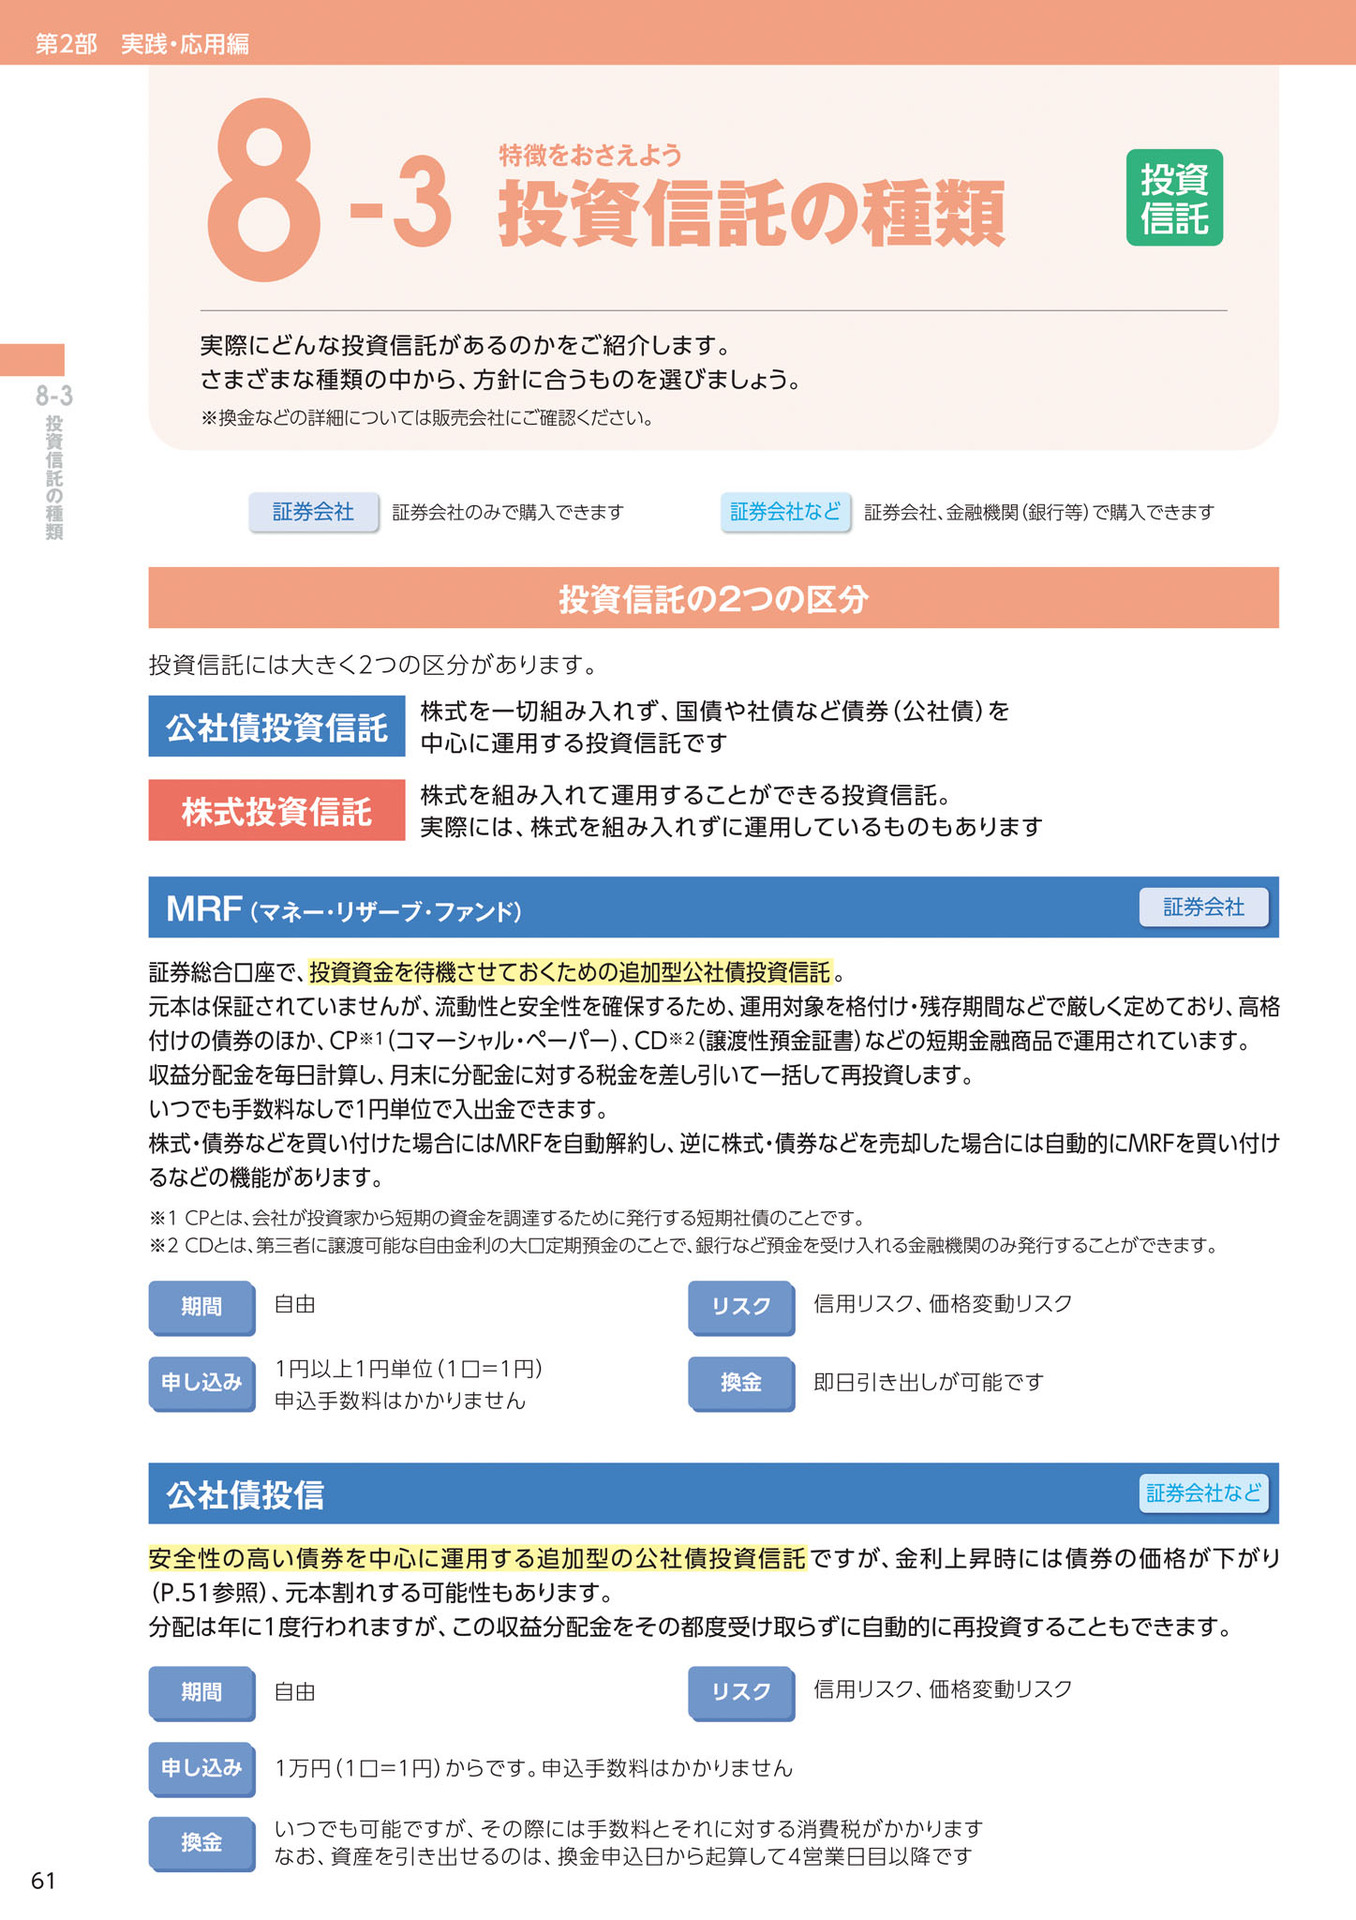 第2部　実践・応用編
8-3
特徴をおさえよう
投資信託の種類
投資
信託
実際にどんな投資信託があるのかをご紹介します。
さまざまな種類の中から、方針に合うものを選びましょう。
※換金などの詳細については販売会社にご確認ください。
8-3
投資信託の種類
証券会社　証券会社のみで購入できます
証券会社など　証券会社、金融機関（銀行等）で購入できます
投資信託の2つの区分
投資信託には大きく2つの区分があります。
公社債投資信託
株式を一切組み入れず、国債や社債など債券（公社債）を
中心に運用する投資信託です
株式投資信託
株式を組み入れて運用することができる投資信託。
実際には、株式を組み入れずに運用しているものもあります
MRF（マネー・リザーブ・ファンド）
証券会社
証券総合口座で、投資資金を待機させておくための追加型公社債投資信託。
元本は保証されていませんが、流動性と安全性を確保するため、運用対象を格付け・残存期間などで厳しく定めており、高格
付けの債券のほか、CP※1（コマーシャル・ペーパー）、CD※2（譲渡性預金証書）などの短期金融商品で運用されています。
収益分配金を毎日計算し、月末に分配金に対する税金を差し引いて一括して再投資します。
いつでも手数料なしで1円単位で入出金できます。
株式・債券などを買い付けた場合にはMRFを自動解約し、逆に株式・債券などを売却した場合には自動的にMRFを買い付け
るなどの機能があります。
※1 CPとは、会社が投資家から短期の資金を調達するために発行する短期社債のことです。
※2 CDとは、第三者に譲渡可能な自由金利の大口定期預金のことで、銀行など預金を受け入れる金融機関のみ発行することができます。
期間　自由
リスク　信用リスク、価格変動リスク
申し込み
1円以上1円単位（1口=1円）
申込手数料はかかりません
換金　即日引き出しが可能です
公社債投信
証券会社など
安全性の高い債券を中心に運用する追加型の公社債投資信託ですが、金利上昇時には債券の価格が下がり
（P.51参照）、元本割れする可能性もあります。
分配は年に1度行われますが、この収益分配金をその都度受け取らずに自動的に再投資することもできます。
期間　自由
リスク　信用リスク、価格変動リスク
申し込み　1万円（1口=1円）からです。申込手数料はかかりません
換金
いつでも可能ですが、その際には手数料とそれに対する消費税がかかります
なお、資産を引き出せるのは、換金申込日から起算して4営業日目以降です
61